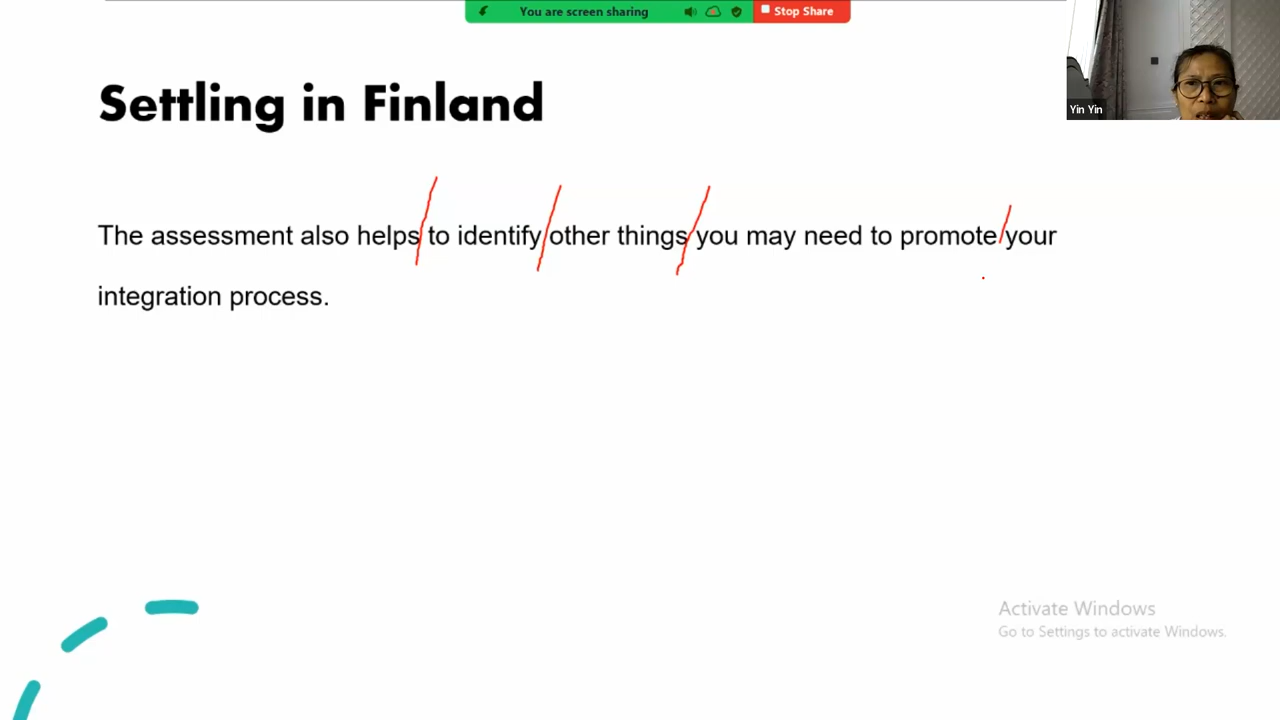 You are screen sharing
Stop Share
Yin Yin
Settling in Finland
The assessment also helps to identify other things you may need to promote your
integration process.
Activate Windows
Go to Settings to activate Windows.